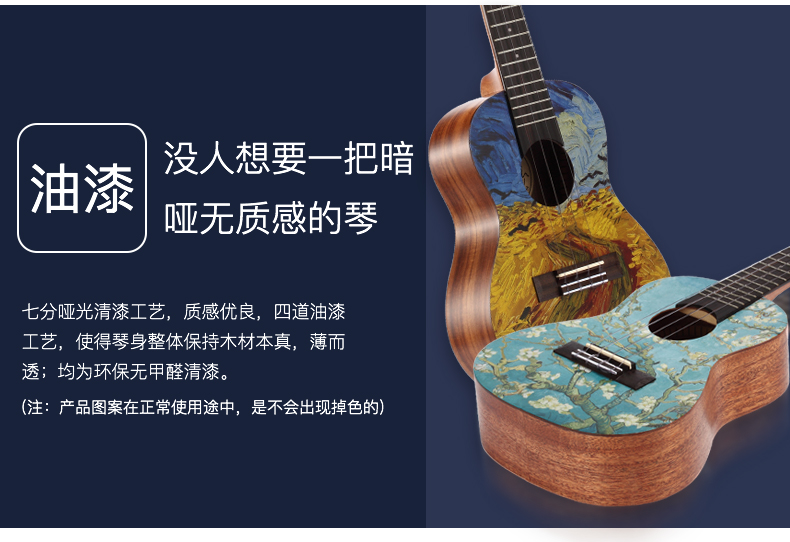 油漆
没人想要一把暗
哑无质感的琴
七分哑光清漆工艺，质感优良，四道油漆
工艺，使得琴身整体保持木材本真，薄而
透；均为环保无甲醛清漆。
(注：产品图案在正常使用途中，是不会出现掉色的)